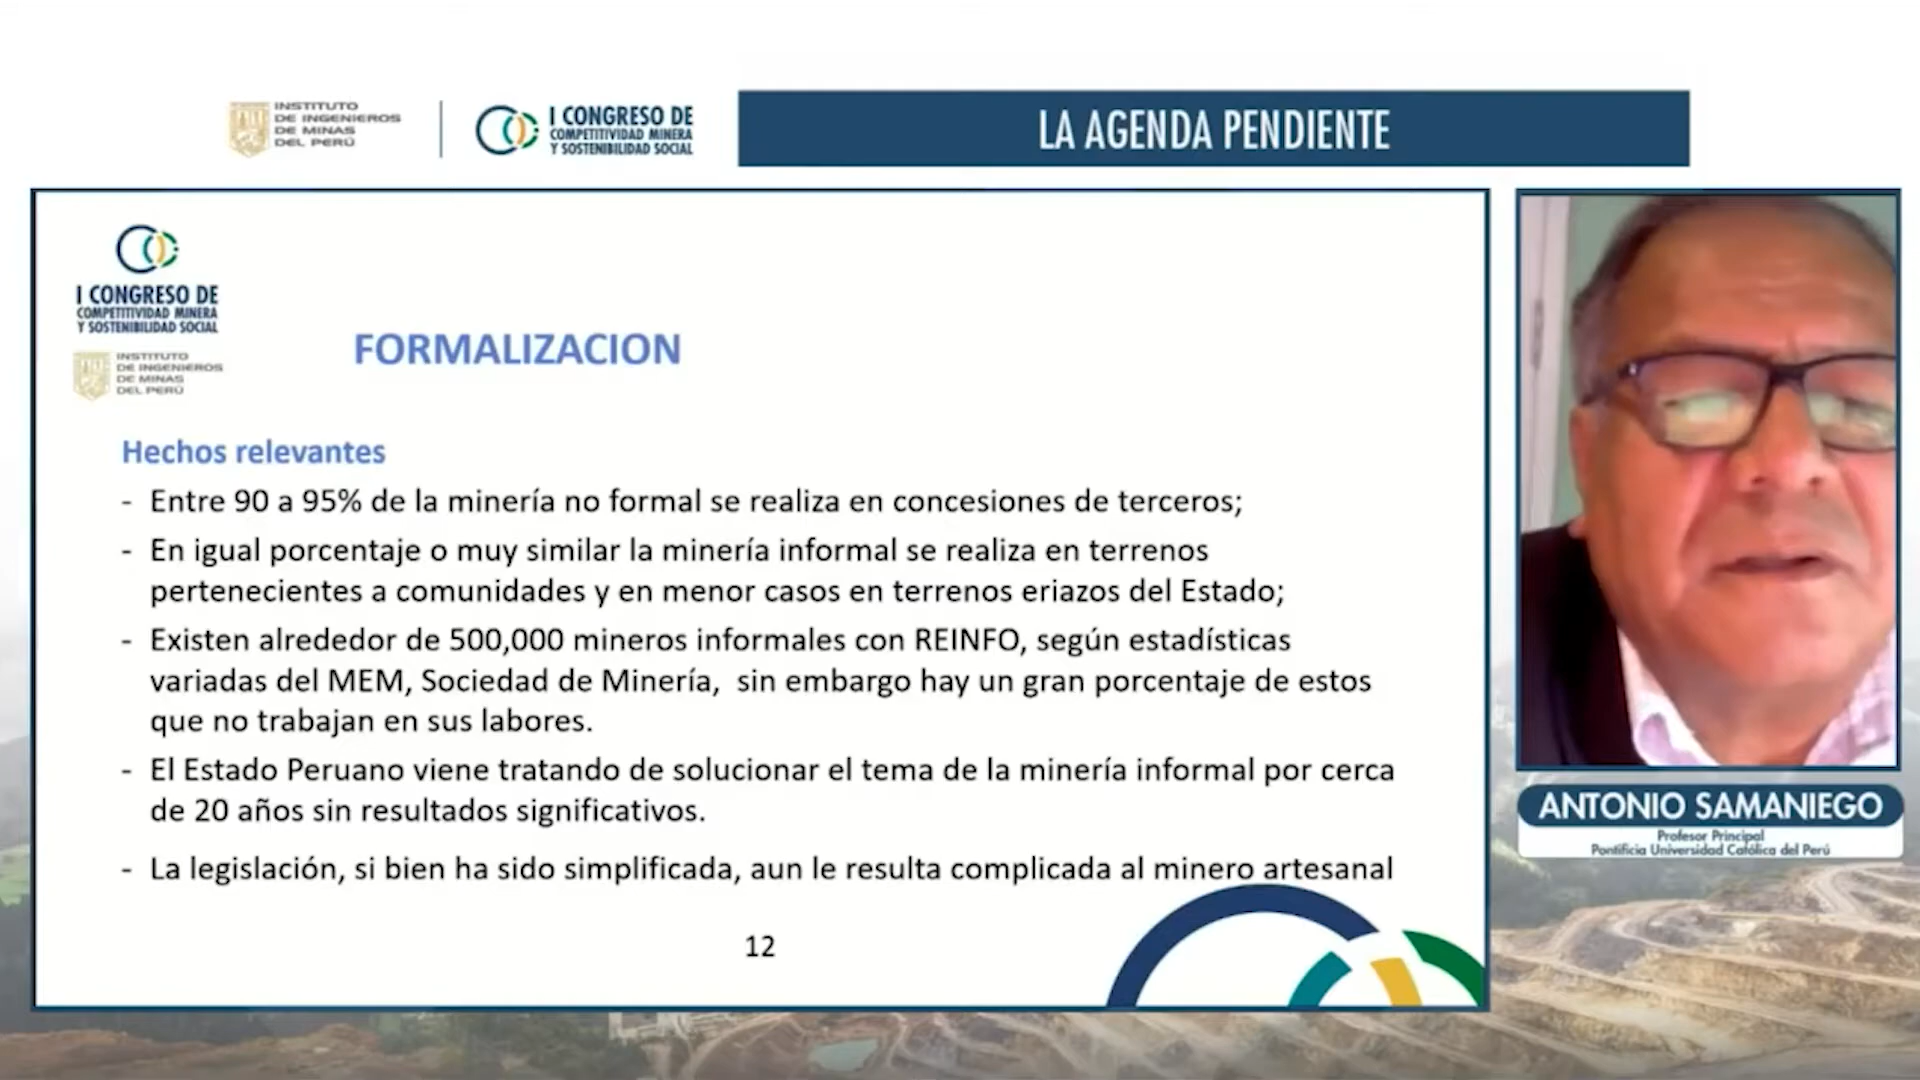 INSTITUTO
DE INGENIEROS
DE MINAS
DEL PERÚ
I CONGRESO DE
COMPETITIVIDAD MINERA
Y SOSTENIBILIDAD SOCIAL
LA AGENDA PENDIENTE
I CONGRESO DE
COMPETITIVIDAD MINERA
Y SOSTENIBILIDAD SOCIAL
INSTITUTO
DE INGENIEROS
DE MINAS
DEL PERÚ
FORMALIZACION
Hechos relevantes
- Entre 90 a 95% de la minería no formal se realiza en concesiones de terceros;
- En igual porcentaje o muy similar la minería informal se realiza en terrenos
pertenecientes a comunidades y en menor casos en terrenos eriazos del Estado;
- Existen alrededor de 500,000 mineros informales con REINFO, según estadísticas
variadas del MEM, Sociedad de Minería, sin embargo hay un gran porcentaje de estos
que no trabajan en sus labores.
- El Estado Peruano viene tratando de solucionar el tema de la minería informal por cerca
de 20 años sin resultados significativos.
- La legislación, si bien ha sido simplificada, aun le resulta complicada al minero artesanal
12
ANTONIO SAMANIEGO
Profesor Principal
Pontificia Universidad Católica del Perú